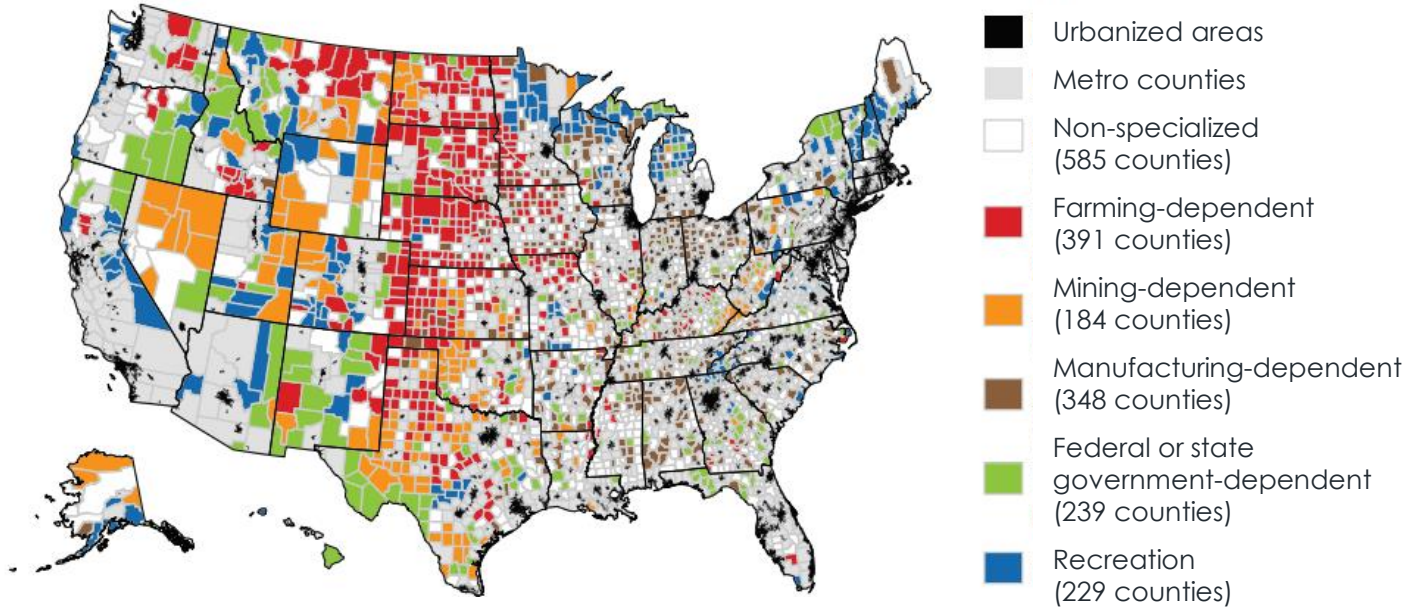 Urbanized areas
Metro counties
Non-specialized
(585 counties)
Farming-dependent
(391 counties)
Mining-dependent
(184 counties)
Manufacturing-dependent
(348 counties)
Federal or state
government-dependent
(239 counties)
Recreation
(229 counties)